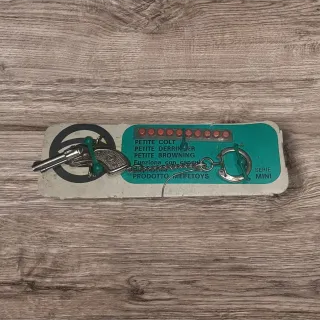 PETITE COLT
PETITE DERRINGER
PETITE BROWNING
PRODOTTO
SERIE
MINI